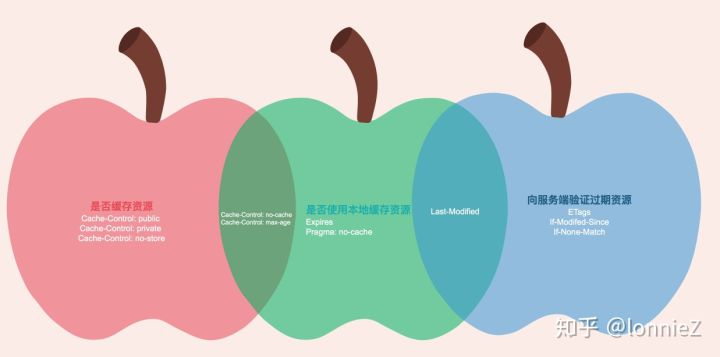 是否缓存资源
Cache-Control: public
Cache-Control: private
Cache-Control: no-store
Cache-Control: no-cache
Cache-Control: max-age
是否使用本地缓存资源
Expires
Pragma: no-cache
Last-Modified
向服务端验证过期资源
ETags
If-Modifed-Since
If-None-Match
知乎 @lonnieZ